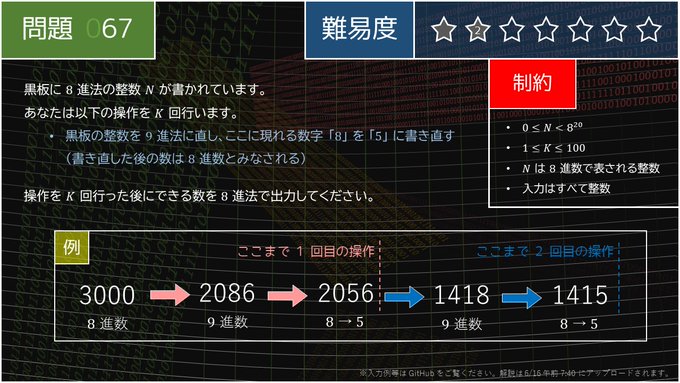 問題 067
難易度
2
制約
黒板に 8 進法の整数 N が書かれています。
あなたは以下の操作を K 回行います。
• 黒板の整数を 9 進法に直し、ここに現れる数字「8」を「5」に書き直す
（書き直した後の数は 8 進数とみなされる）
操作を K 回行った後にできる数を 8 進法で出力してください。
• 0 ≤ N < 8²⁰
• 1 ≤ K ≤ 100
• N は 8 進数で表される整数
• 入力はすべて整数
例
ここまで 1 回目の操作
ここまで 2 回目の操作
3000 2086 2056 1418 1415
8 進数 9 進数 8 → 5 9 進数 8 → 5
※入力例等は GitHub をご覧ください。解説は 6/16 午前 7:40 にアップロードされます。